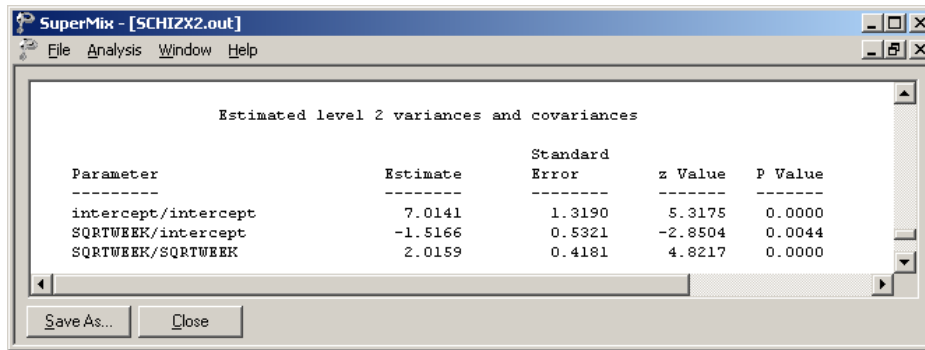 SuperMix - [SCHIZX2.out]
File Analysis Window Help
Estimated level 2 variances and covariances
Standard
Parameter Estimate Error z Value P Value
--------- -------- -------- ------- -------
intercept/intercept 7.0141 1.3190 5.3175 0.0000
SQRTWEEK/intercept -1.5166 0.5321 -2.8504 0.0044
SQRTWEEK/SQRTWEEK 2.0159 0.4181 4.8217 0.0000
Save As... Close